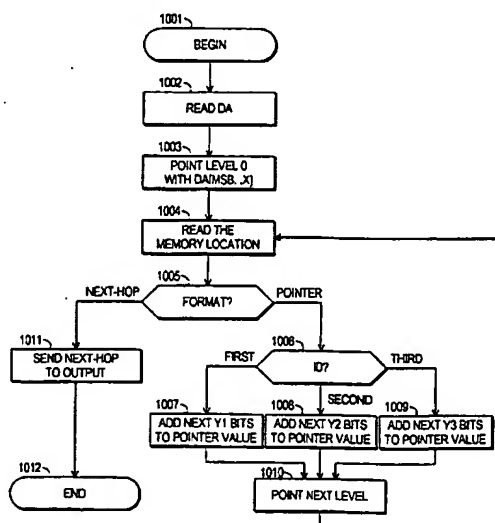 1001
BEGIN
1002
READ DA
1003
POINT LEVEL 0
WITH DA[MSB...X]
1004
READ THE
MEMORY LOCATION
1005
NEXT-HOP
FORMAT?
POINTER
1011
SEND NEXT-HOP
TO OUTPUT
1006
FIRST
ID?
THIRD
SECOND
1007
ADD NEXT Y1 BITS
TO POINTER VALUE
1008
ADD NEXT Y2 BITS
TO POINTER VALUE
1009
ADD NEXT Y3 BITS
TO POINTER VALUE
1012
END
1010
POINT NEXT LEVEL